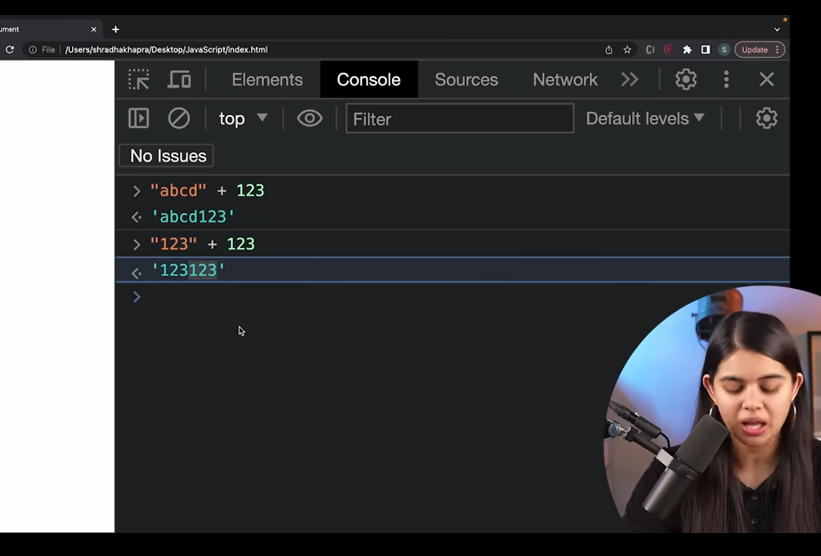 ument
File /Users/shradhakhapra/Desktop/JavaScript/index.html S Update
Elements Console Sources Network
top Filter Default levels
No Issues
> "abcd" + 123
'abcd123'
> "123" + 123
'123123'
>